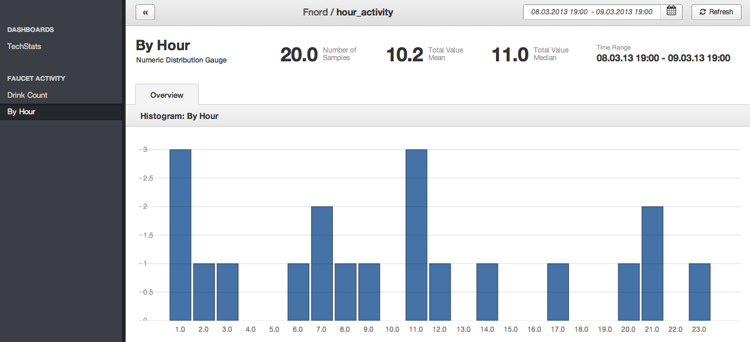 DASHBOARDS
TechStats
FAUCET ACTIVITY
Drink Count
By Hour
«
Fnord / hour_activity
08.03.2013 19:00 - 09.03.2013 19:00
Refresh
By Hour
Numeric Distribution Gauge
20.0 Number of
Samples
10.2 Total Value
Mean
11.0 Total Value
Median
Time Range
08.03.13 19:00 - 09.03.13 19:00
Overview
Histogram: By Hour
- 3
- 2.5
- 2
- 1.5
- 1
- 0.5
- 0
1.0 2.0 3.0 4.0 5.0 6.0 7.0 8.0 9.0 10.0 11.0 12.0 13.0 14.0 15.0 16.0 17.0 18.0 19.0 20.0 21.0 22.0 23.0